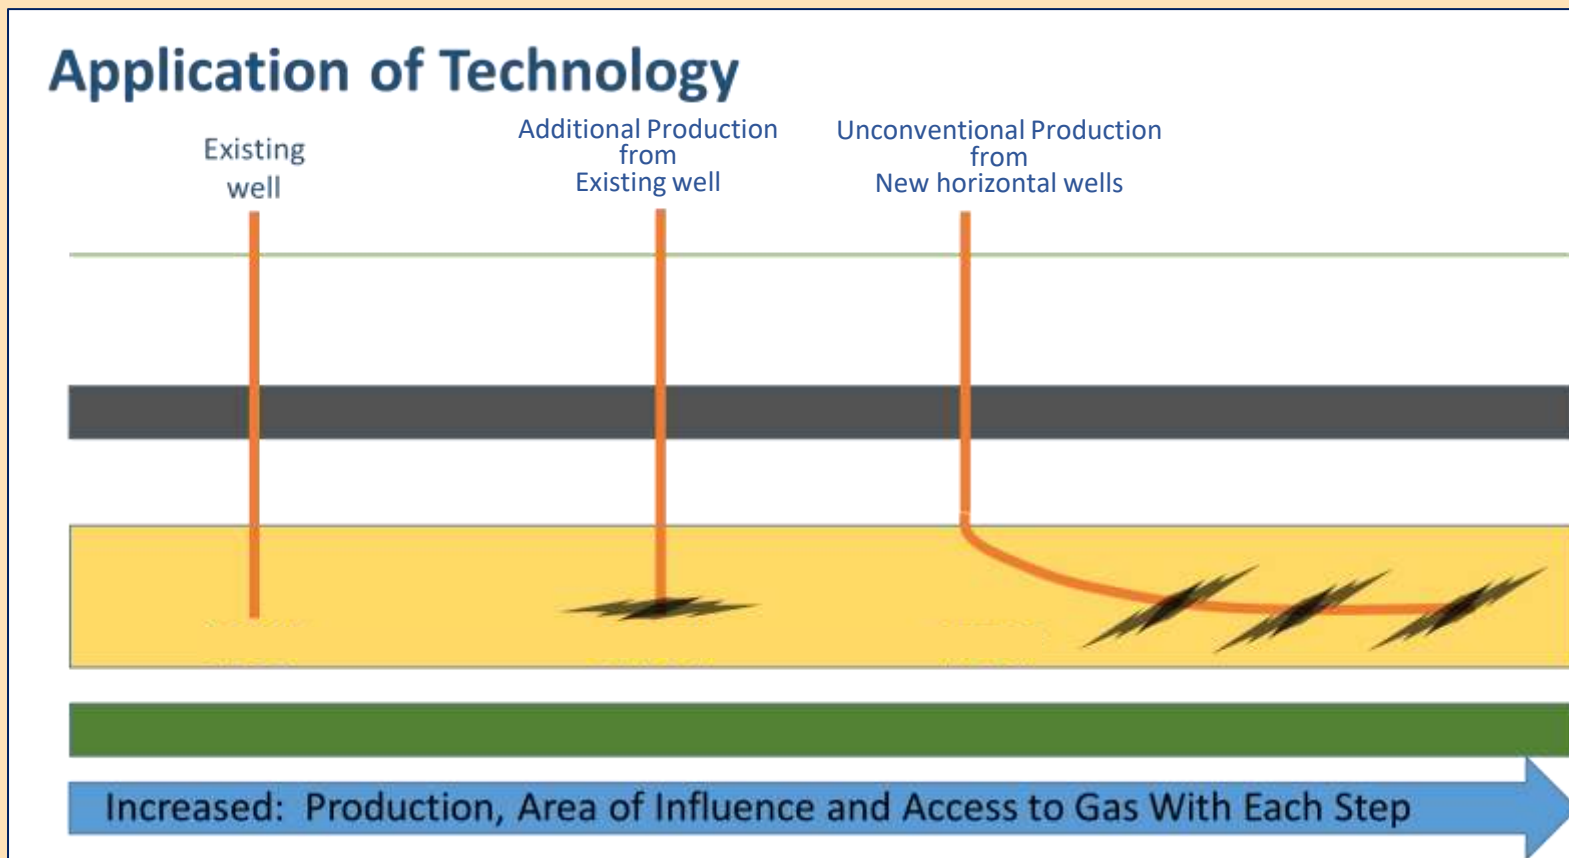 Application of Technology
Existing
well
Additional Production
from
Existing well
Unconventional Production
from
New horizontal wells
Increased:  Production, Area of Influence and Access to Gas With Each Step